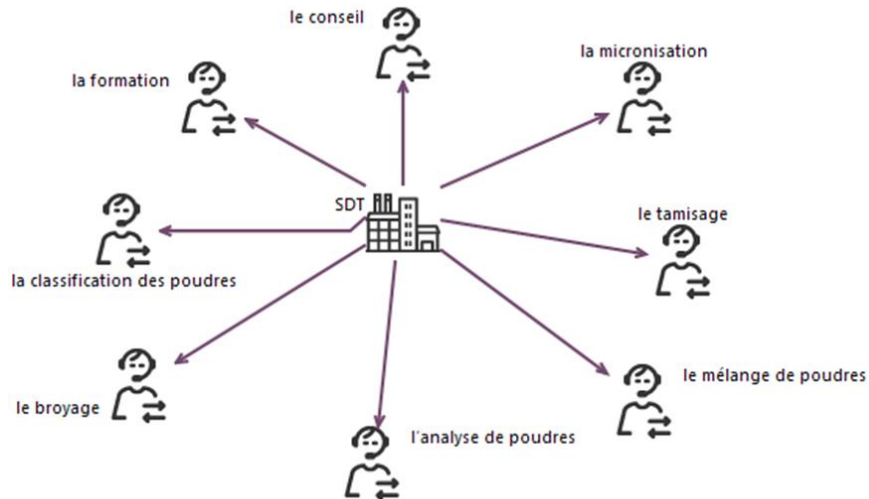 le conseil
la micronisation
la formation
SDT
le tamisage
la classification des poudres
le mélange de poudres
le broyage
l'analyse de poudres